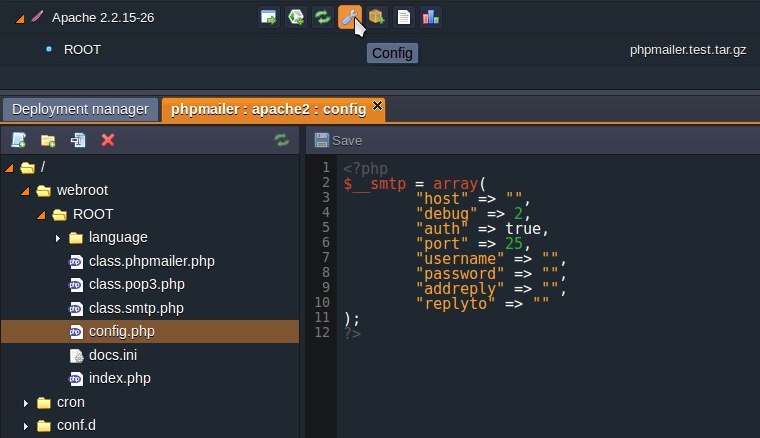 Apache 2.2.15-26
ROOT
phpmailer.test.tar.gz
Config
Deployment manager
phpmailer : apache2 : config
Save
/
webroot
ROOT
language
class.phpmailer.php
class.pop3.php
class.smtp.php
config.php
docs.ini
index.php
cron
conf.d
1 <?php
2 $__smtp = array(
3 "host" => "",
4 "debug" => 2,
5 "auth" => true,
6 "port" => 25,
7 "username" => "",
8 "password" => "",
9 "addreply" => "",
10 "replyto" => ""
11 );
12 ?>